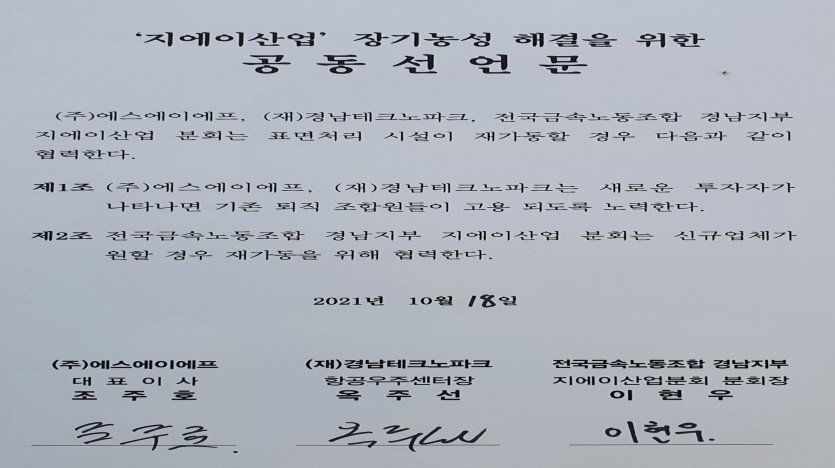 '지에이산업' 장기농성 해결을 위한
공 동 선 언 문
(주)에스에이에프, (재)경남테크노파크, 전국금속노동조합 경남지부
지에이산업 분회는 표면처리 시설이 재가동할 경우 다음과 같이
협력한다.
제1조 (주)에스에이에프, (재)경남테크노파크는 새로운 투자자가
나타나면 기존 퇴직 조합원들이 고용 되도록 노력한다.
제2조 전국금속노동조합 경남지부 지에이산업 분회는 신규업체가
원할 경우 재가동을 위해 협력한다.
2021년 10월 18일
(주)에스에이에프 (재)경남테크노파크 전국금속노동조합 경남지부
대 표 이 사 항공우주센터장 지에이산업분회 분회장
조 주 호 옥 주 선 이 현 우
조주호. 옥주선 이현우.